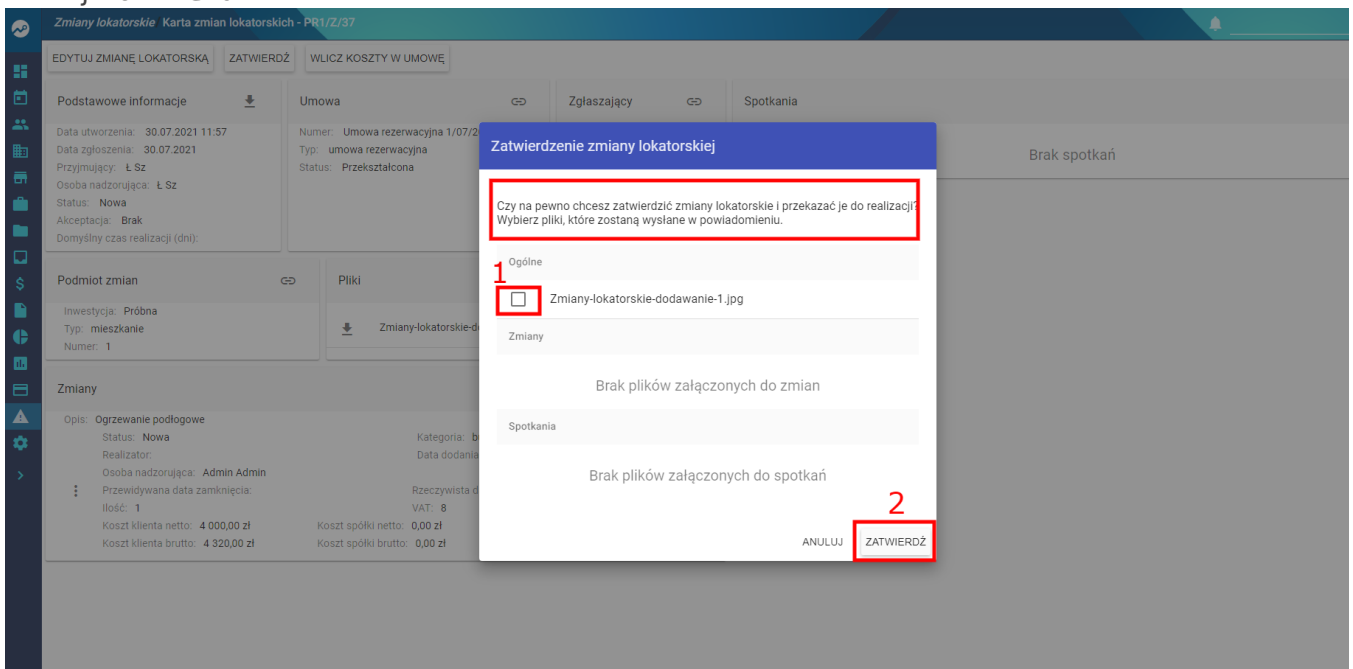 Zmiany lokatorskie Karta zmian lokatorskich - PR1/Z/37
EDYTUJ ZMIANĘ LOKATORSKĄ ZATWIERDŹ WLICZ KOSZTY W UMOWĘ
Podstawowe informacje
Data utworzenia: 30.07.2021 11:57
Data zgłoszenia: 30.07.2021
Przyjmujący: Ł Sz
Osoba nadzorująca: Ł Sz
Status: Nowa
Akceptacja: Brak
Domyślny czas realizacji (dni):
Umowa
Numer: Umowa rezerwacyjna 1/07/2
Typ: umowa rezerwacyjna
Status: Przekształcona
Zgłaszający
Spotkania
Brak spotkań
Podmiot zmian
Inwestycja: Próbna
Typ: mieszkanie
Numer: 1
Pliki
Zmiany-lokatorskie-d
Zmiany
Opis: Ogrzewanie podłogowe
Status: Nowa
Kategoria: b
Realizator:
Data dodania
Osoba nadzorująca: Admin Admin
Przewidywana data zamknięcia:
Rzeczywista d
Ilość: 1
VAT: 8
Koszt klienta netto: 4 000,00 zł
Koszt spółki netto: 0,00 zł
Koszt klienta brutto: 4 320,00 zł
Koszt spółki brutto: 0,00 zł
Zatwierdzenie zmiany lokatorskiej
Czy na pewno chcesz zatwierdzić zmiany lokatorskie i przekazać je do realizacji?
Wybierz pliki, które zostaną wysłane w powiadomieniu.
Ogólne
1
Zmiany-lokatorskie-dodawanie-1.jpg
Zmiany
Brak plików załączonych do zmian
Spotkania
Brak plików załączonych do spotkań
2
ANULUJ ZATWIERDŹ